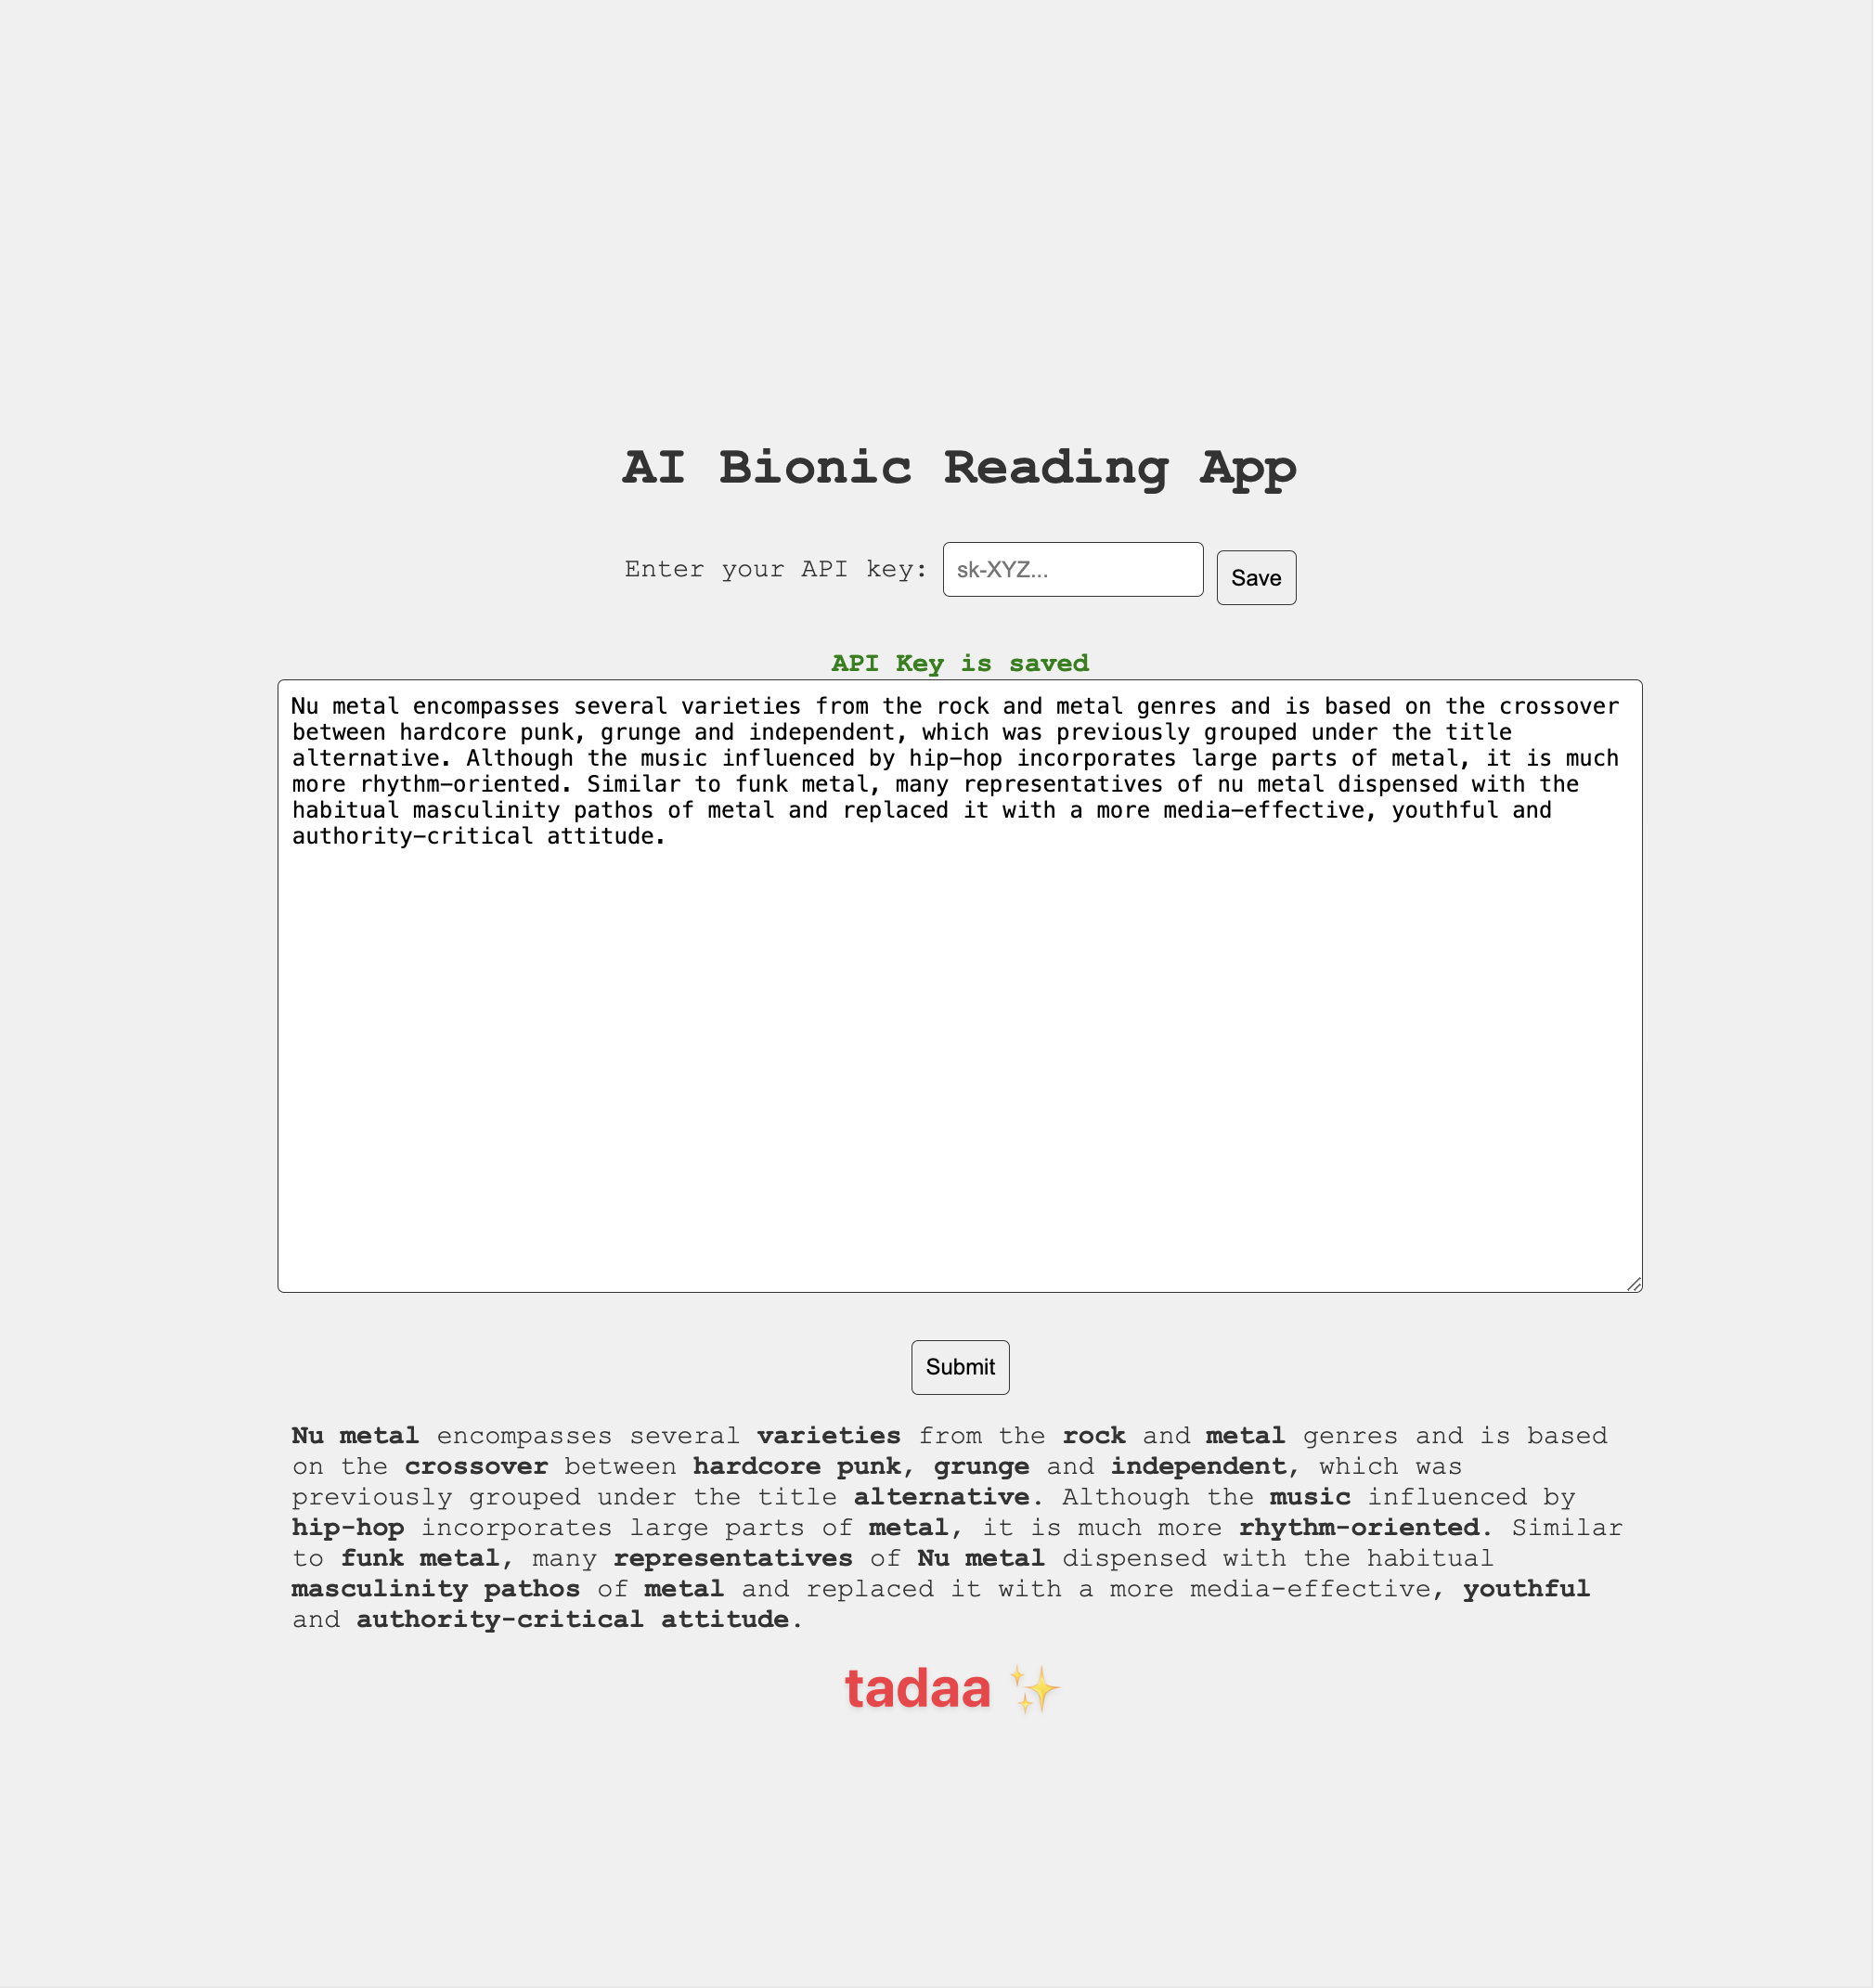 AI Bionic Reading App
Enter your API key: sk-XYZ... Save
API Key is saved
Nu metal encompasses several varieties from the rock and metal genres and is based on the crossover
between hardcore punk, grunge and independent, which was previously grouped under the title
alternative. Although the music influenced by hip-hop incorporates large parts of metal, it is much
more rhythm-oriented. Similar to funk metal, many representatives of nu metal dispensed with the
habitual masculinity pathos of metal and replaced it with a more media-effective, youthful and
authority-critical attitude.
Submit
Nu metal encompasses several varieties from the rock and metal genres and is based
on the crossover between hardcore punk, grunge and independent, which was
previously grouped under the title alternative. Although the music influenced by
hip-hop incorporates large parts of metal, it is much more rhythm-oriented. Similar
to funk metal, many representatives of Nu metal dispensed with the habitual
masculinity pathos of metal and replaced it with a more media-effective, youthful
and authority-critical attitude.
tadaa ✨